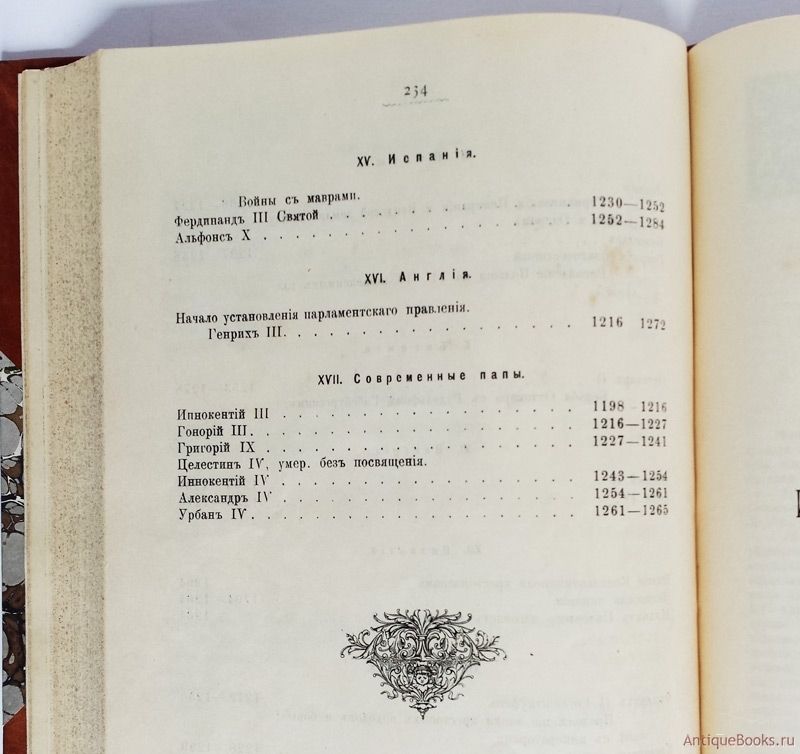 234
XV. Испанія.
Войны съ маврами.
Фердинандъ III Святой . . . . . . . . . . . . . 1230—1252
Альфонсъ X . . . . . . . . . . . . . . . . . 1252—1284
XVI. Англія.
Начало установленія парламентскаго правленія.
Генрихъ III. . . . . . . . . . . . . . . . . 1216 1272
XVII. Современные папы.
Иннокентій III . . . . . . . . . . . . . . . . 1198—1216
Гонорій III. . . . . . . . . . . . . . . . . . 1216—1227
Григорій IX . . . . . . . . . . . . . . . . . 1227—1241
Целестинъ IV, умер. безъ посвященія.
Иннокентій IV . . . . . . . . . . . . . . . . 1243—1254
Александръ IV . . . . . . . . . . . . . . . . 1254—1261
Урбанъ IV . . . . . . . . . . . . . . . . . . 1261—1265
AntiqueBooks.ru